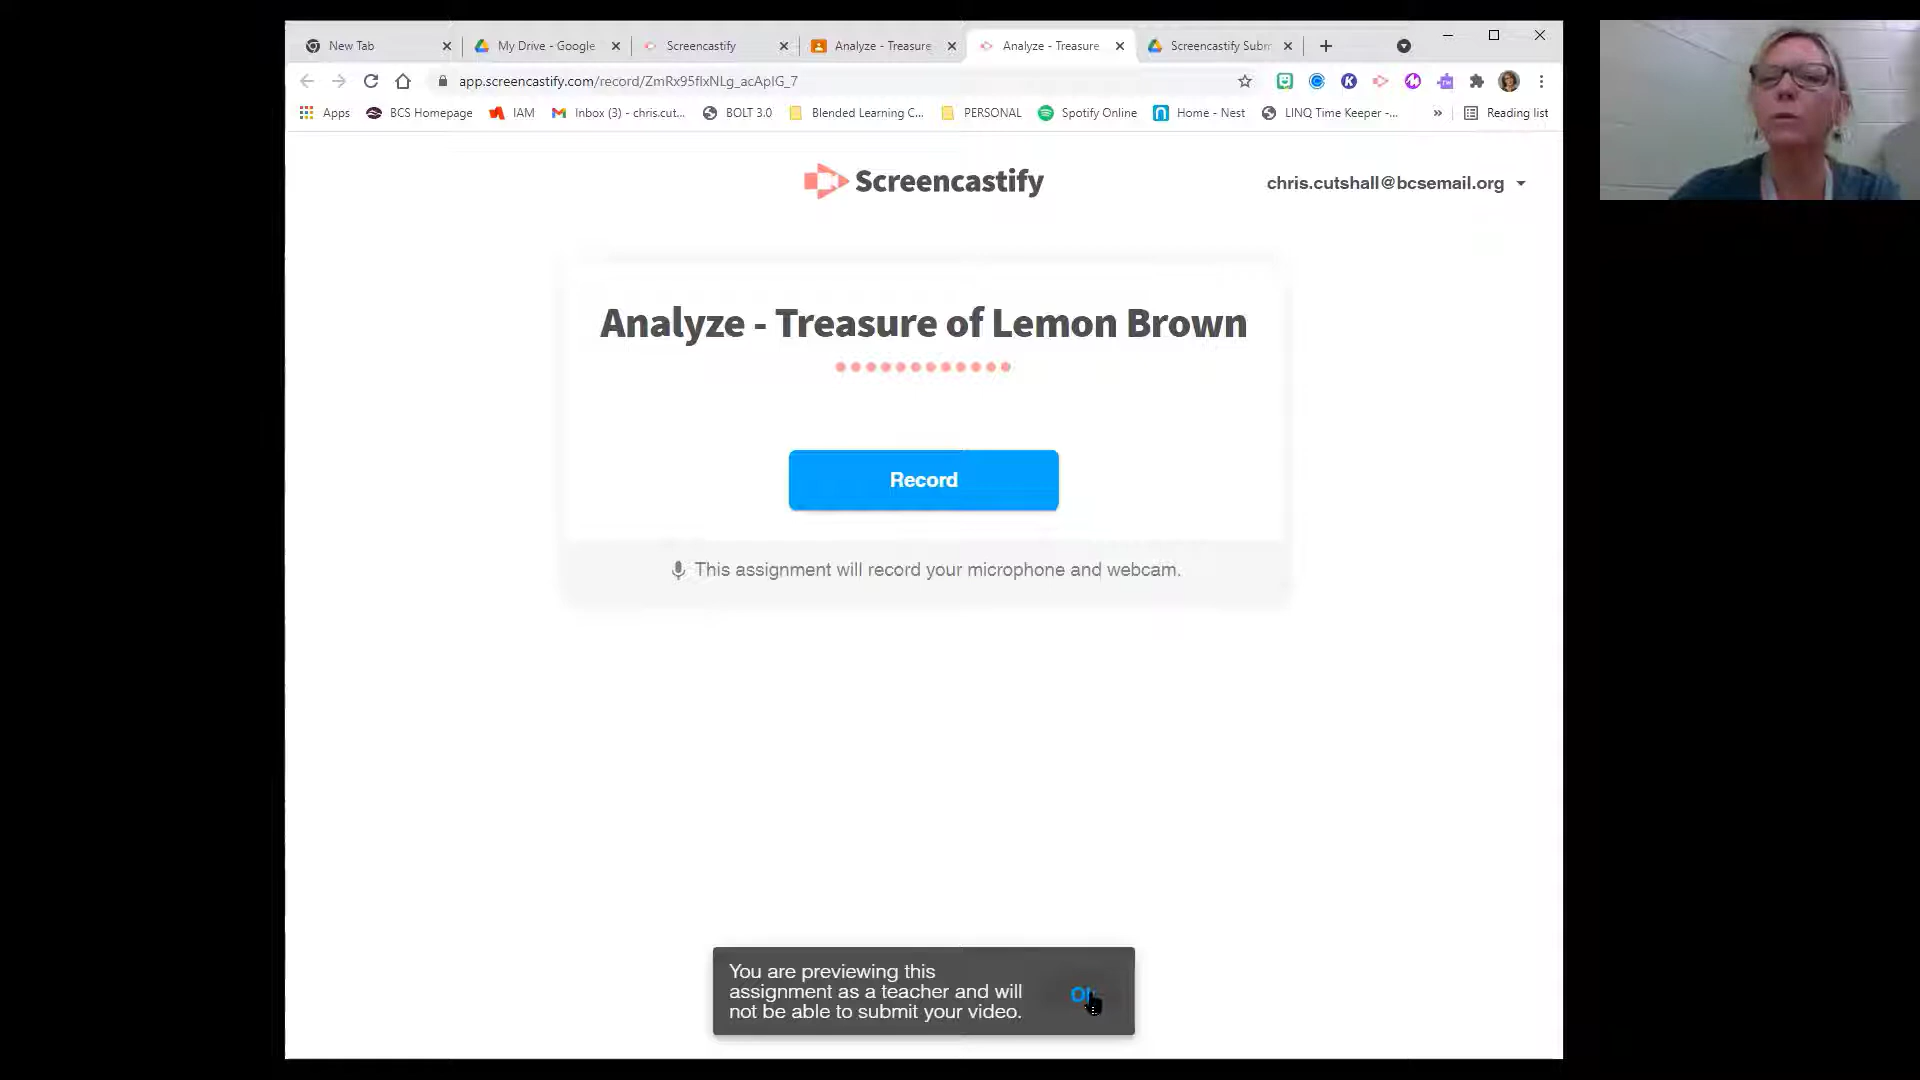 New Tab
My Drive - Google
Screencastify
Analyze - Treasure
Analyze - Treasure
Screencastify Subm
app.screencastify.com/record/ZmRx95flxNLg_acApIG_7
Apps
BCS Homepage
IAM
Inbox (3) - chris.cut...
BOLT 3.0
Blended Learning C...
PERSONAL
Spotify Online
Home - Nest
LINQ Time Keeper -...
»
Reading list
Screencastify
chris.cutshall@bcsemail.org
Analyze - Treasure of Lemon Brown
Record
This assignment will record your microphone and webcam.
You are previewing this
assignment as a teacher and will
not be able to submit your video.